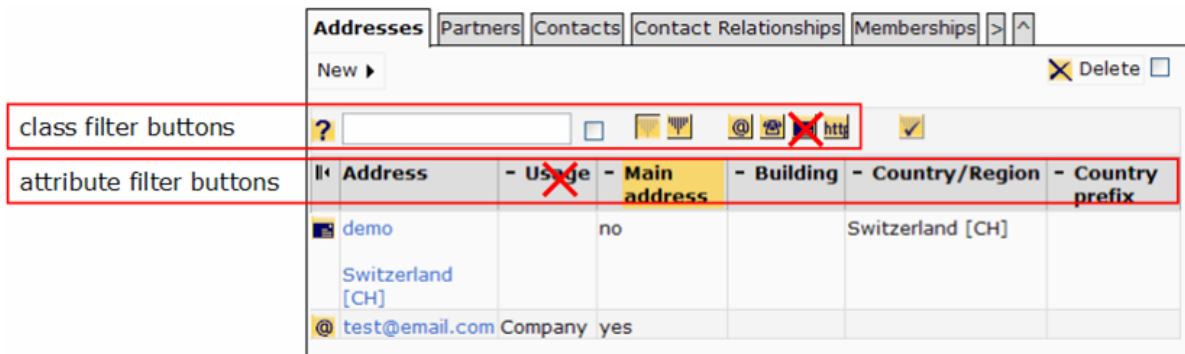 Addresses Partners Contacts Contact Relationships Memberships > ^
New Delete
class filter buttons ? @ http
attribute filter buttons Address - Usage - Main address - Building - Country/Region - Country prefix
demo no Switzerland [CH]
Switzerland
[CH]
@ test@email.com Company yes